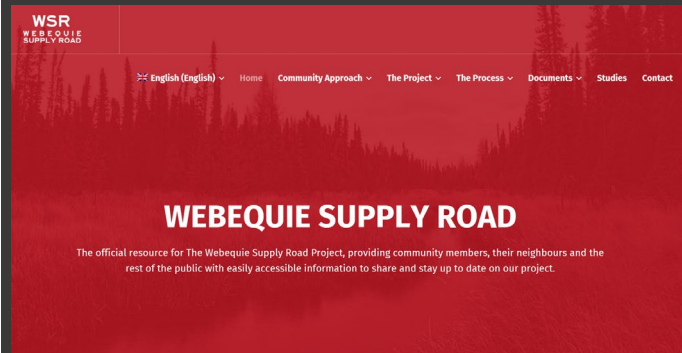 WSR
WEBEQUIE
SUPPLY ROAD
English (English) Home Community Approach The Project The Process Documents Studies Contact
WEBEQUIE SUPPLY ROAD
The official resource for The Webequie Supply Road Project, providing community members, their neighbours and the
rest of the public with easily accessible information to share and stay up to date on our project.